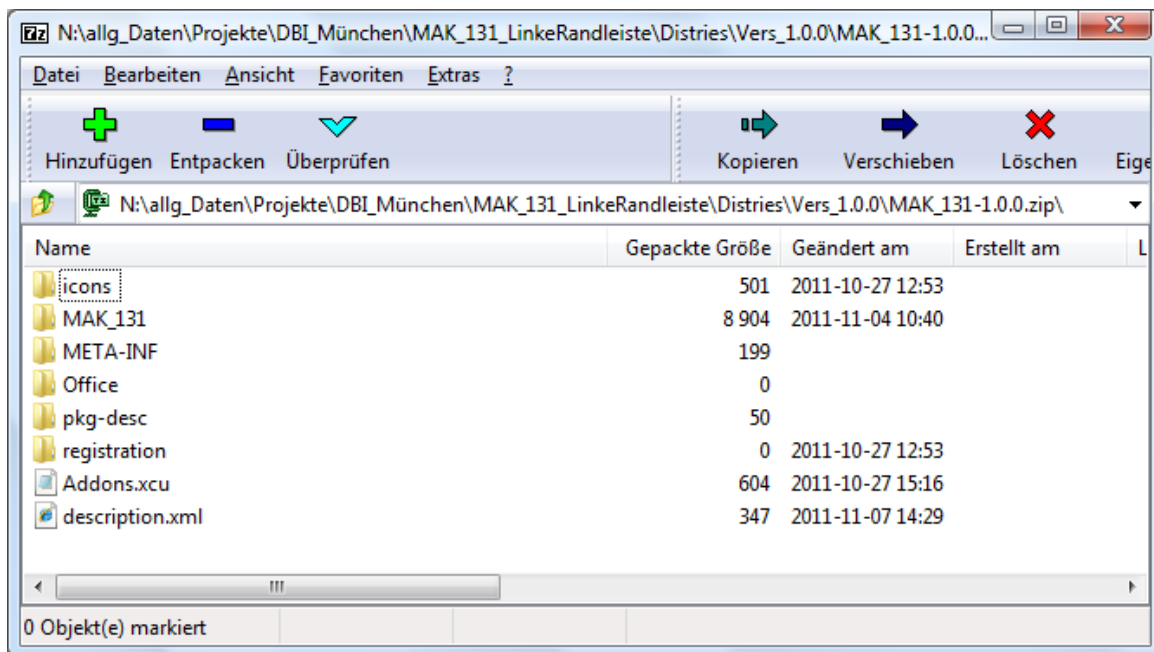 7z N:\allg_Daten\Projekte\DBI_München\MAK_131_LinkeRandleiste\Distries\Vers_1.0.0\MAK_131-1.0.0...
Datei Bearbeiten Ansicht Favoriten Extras ?
Hinzufügen Entpacken Überprüfen Kopieren Verschieben Löschen Eige
N:\allg_Daten\Projekte\DBI_München\MAK_131_LinkeRandleiste\Distries\Vers_1.0.0\MAK_131-1.0.0.zip\
Name Gepackte Größe Geändert am Erstellt am L
icons 501 2011-10-27 12:53
MAK_131 8 904 2011-11-04 10:40
META-INF 199
Office 0
pkg-desc 50
registration 0 2011-10-27 12:53
Addons.xcu 604 2011-10-27 15:16
description.xml 347 2011-11-07 14:29
0 Objekt(e) markiert